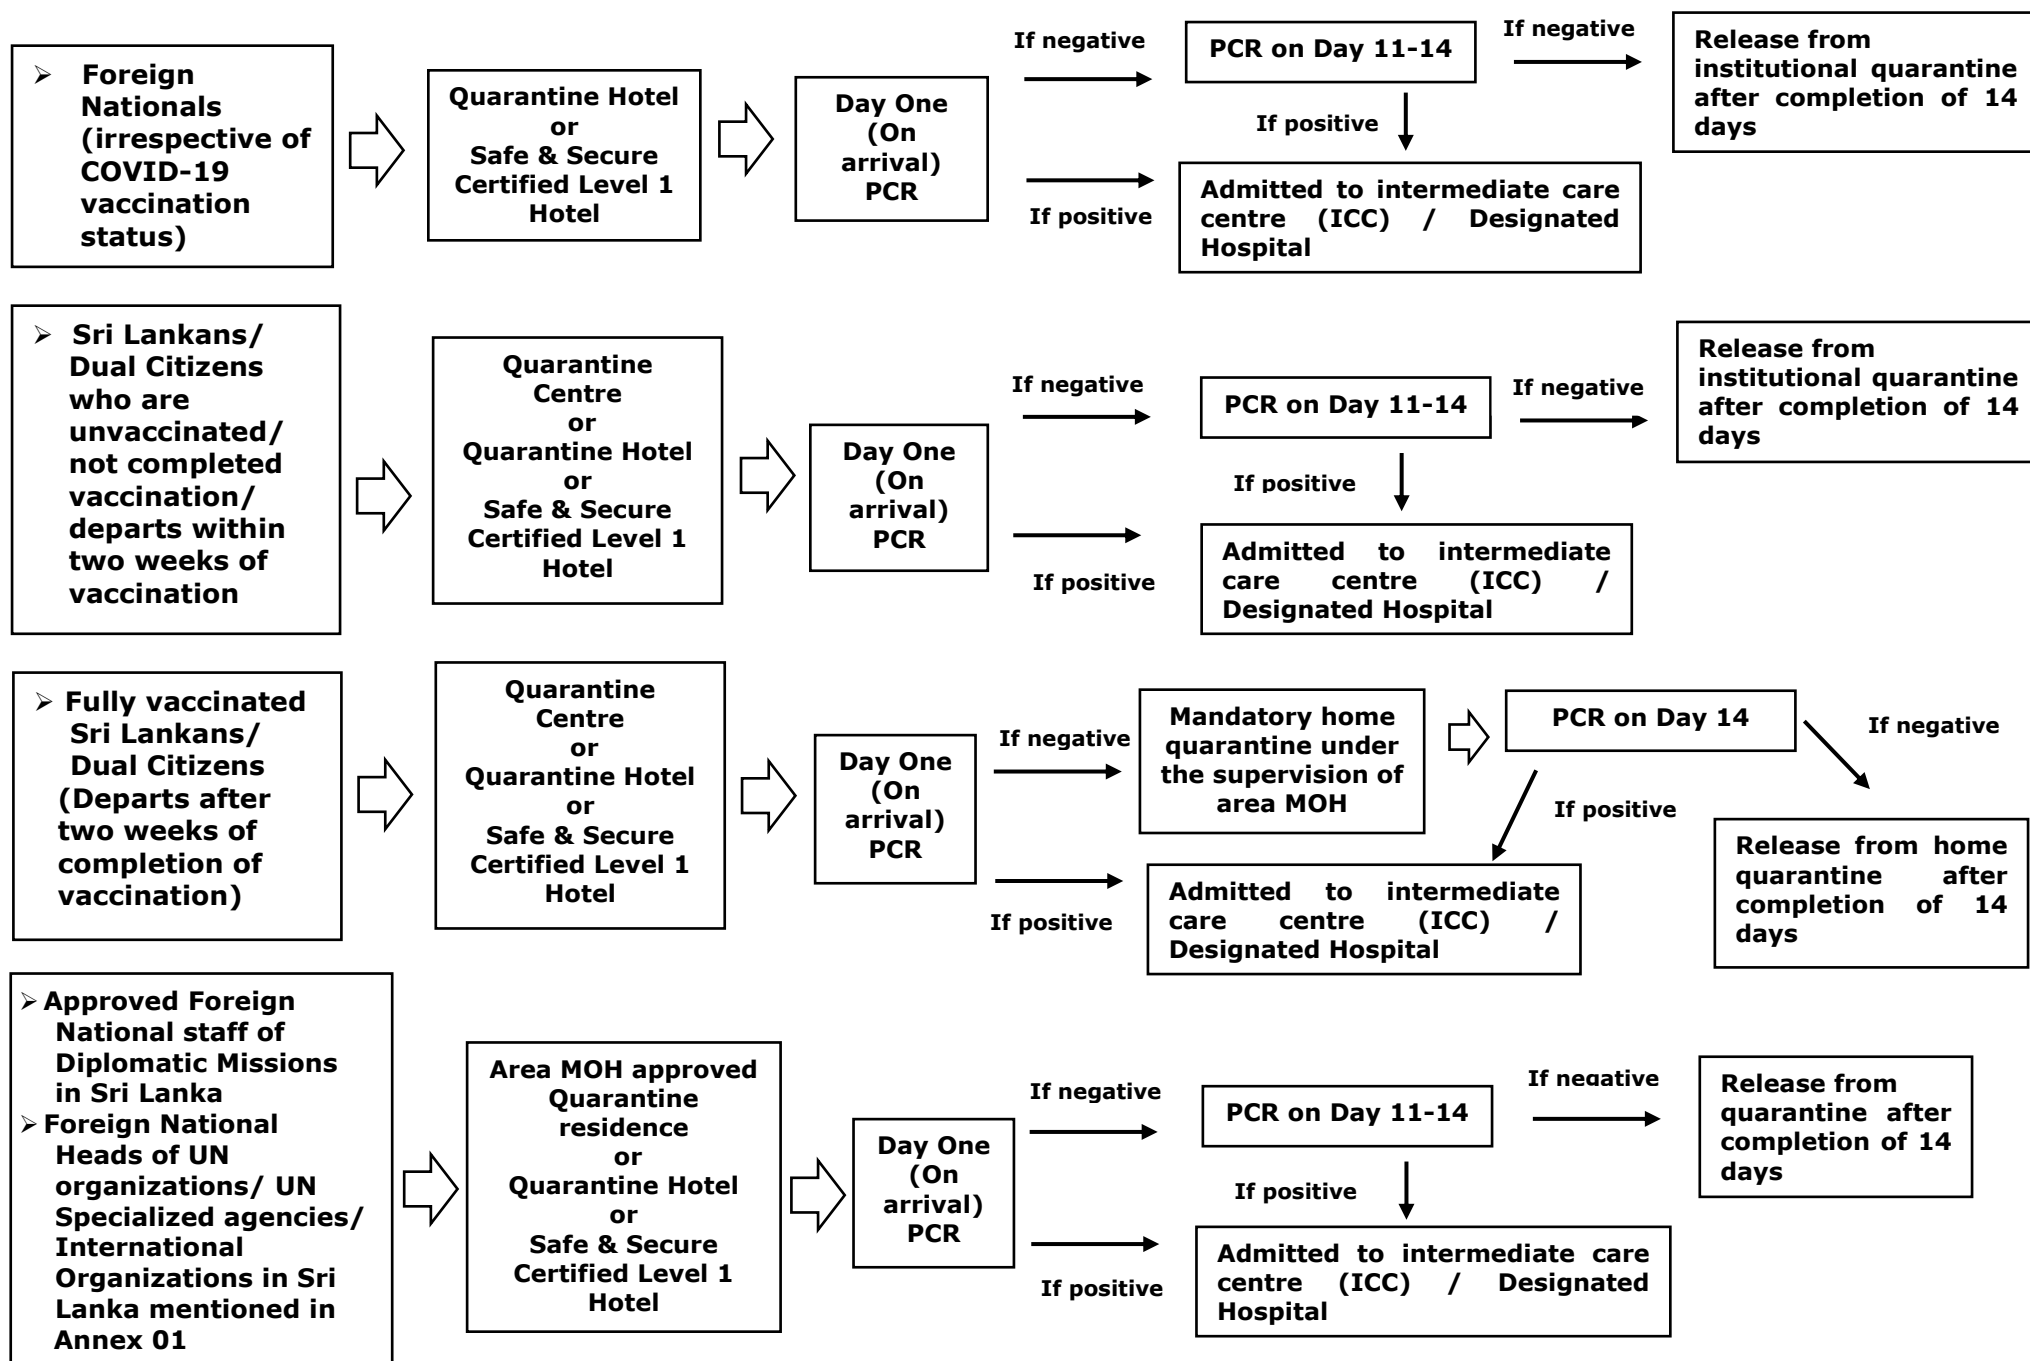 ➢ Foreign
Nationals
(irrespective of
COVID-19
vaccination
status)
Quarantine Hotel
or
Safe & Secure
Certified Level 1
Hotel
Day One
(On
arrival)
PCR
If negative
If positive
PCR on Day 11-14
If positive
Admitted to intermediate care
centre (ICC) / Designated
Hospital
If negative
Release from
institutional quarantine
after completion of 14
days
➢ Sri Lankans/
Dual Citizens
who are
unvaccinated/
not completed
vaccination/
departs within
two weeks of
vaccination
Quarantine
Centre
or
Quarantine Hotel
or
Safe & Secure
Certified Level 1
Hotel
Day One
(On
arrival)
PCR
If negative
If positive
PCR on Day 11-14
If positive
Admitted to intermediate
care centre (ICC) /
Designated Hospital
If negative
Release from
institutional quarantine
after completion of 14
days
➢ Fully vaccinated
Sri Lankans/
Dual Citizens
(Departs after
two weeks of
completion of
vaccination)
Quarantine
Centre
or
Quarantine Hotel
or
Safe & Secure
Certified Level 1
Hotel
Day One
(On
arrival)
PCR
If negative
If positive
Mandatory home
quarantine under
the supervision of
area MOH
PCR on Day 14
If positive
Admitted to intermediate
care centre (ICC) /
Designated Hospital
If negative
Release from home
quarantine after
completion of 14
days
➢ Approved Foreign
National staff of
Diplomatic Missions
in Sri Lanka
➢ Foreign National
Heads of UN
organizations/ UN
Specialized agencies/
International
Organizations in Sri
Lanka mentioned in
Annex 01
Area MOH approved
Quarantine
residence
or
Quarantine Hotel
or
Safe & Secure
Certified Level 1
Hotel
Day One
(On
arrival)
PCR
If negative
If positive
PCR on Day 11-14
If positive
Admitted to intermediate care
centre (ICC) / Designated
Hospital
If negative
Release from
quarantine after
completion of 14
days